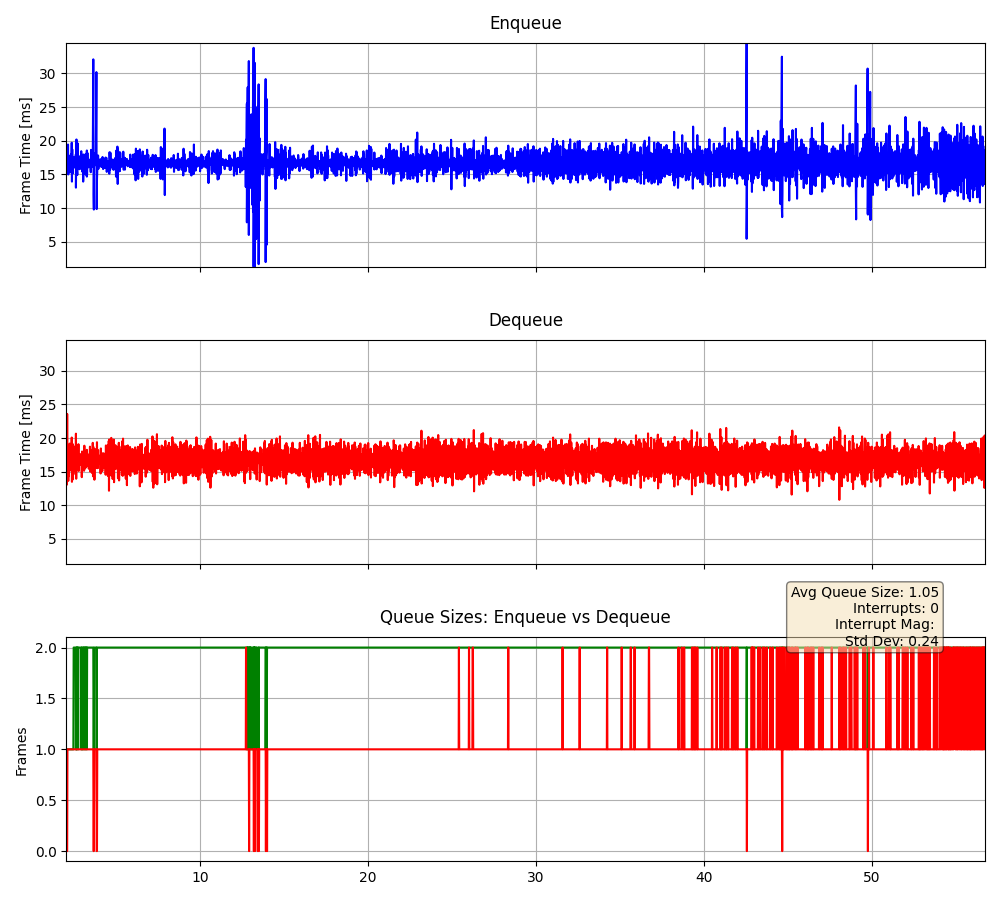 Enqueue
Frame Time [ms]
30
25
20
15
10
5
Dequeue
Frame Time [ms]
30
25
20
15
10
5
Avg Queue Size: 1.05
Interrupts: 0
Interrupt Mag:
Std Dev: 0.24
Queue Sizes: Enqueue vs Dequeue
Frames
2.0
1.5
1.0
0.5
0.0
10 20 30 40 50